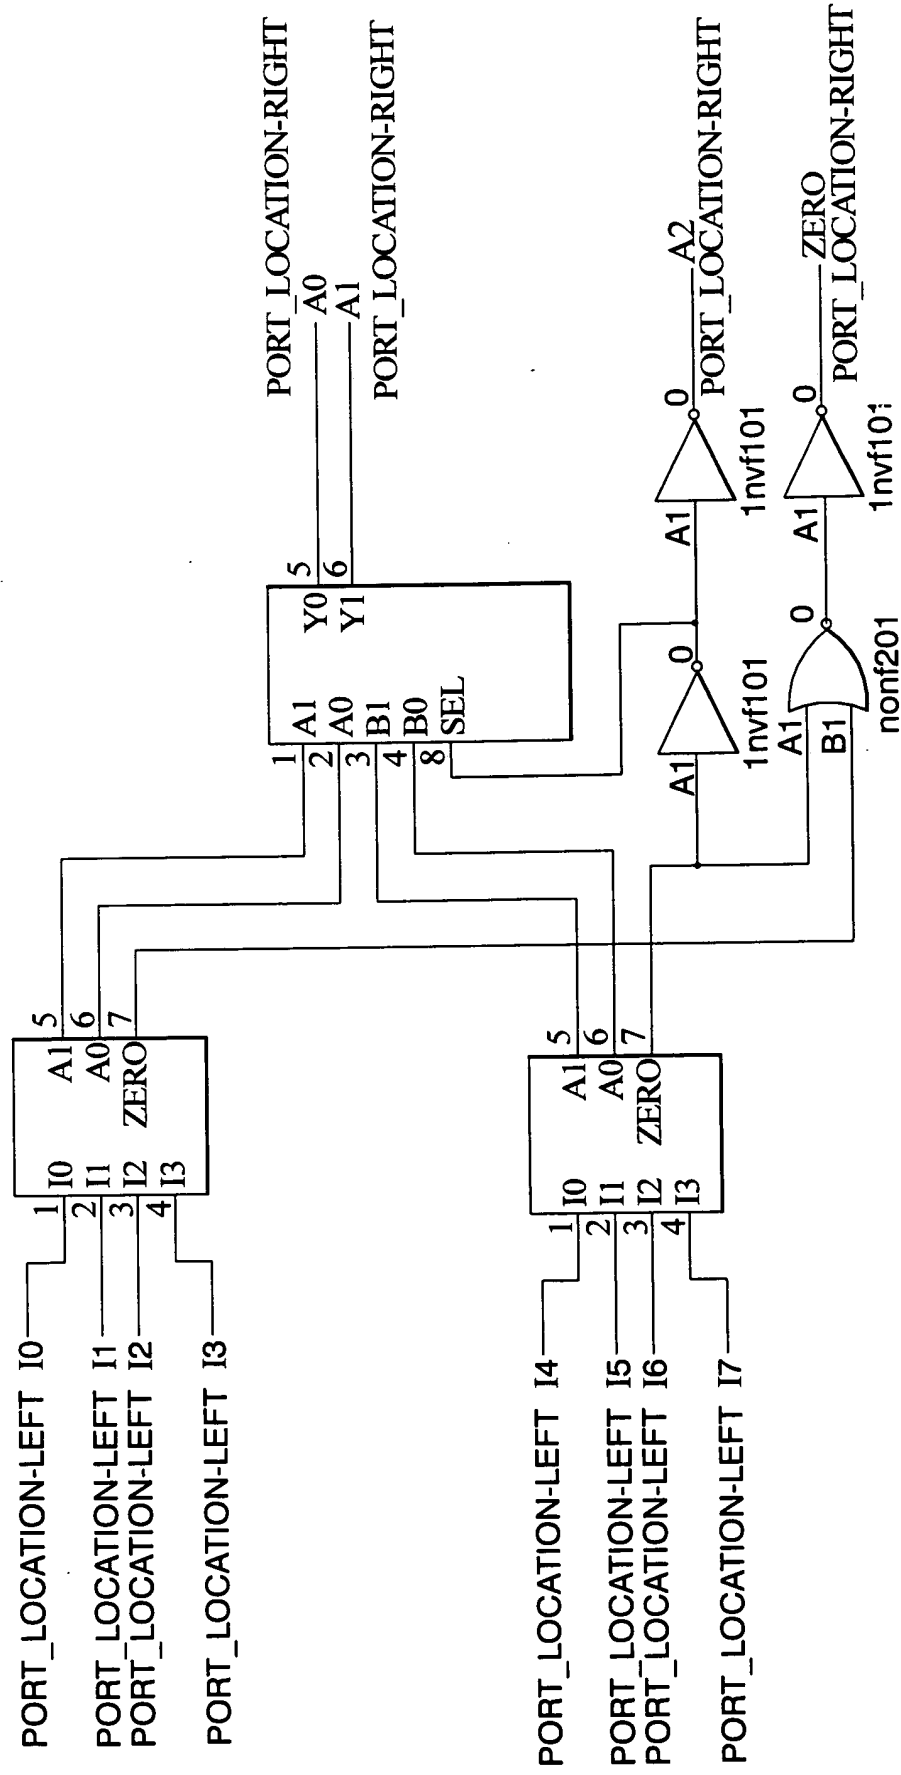 PORT_LOCATION-LEFT I0
PORT_LOCATION-LEFT I1
PORT_LOCATION-LEFT I2
PORT_LOCATION-LEFT I3
1 I0
2 I1
3 I2
4 I3
A1 5
A0 6
ZERO 7
PORT_LOCATION-LEFT I4
PORT_LOCATION-LEFT I5
PORT_LOCATION-LEFT I6
PORT_LOCATION-LEFT I7
1 I0
2 I1
3 I2
4 I3
A1 5
A0 6
ZERO 7
1 A1
2 A0
3 B1
4 B0
8 SEL
Y0 5
Y1 6
PORT_LOCATION-RIGHT
A0
A1
PORT_LOCATION-RIGHT
A1
0
1nvf101
A1
0
1nvf101
A2
PORT_LOCATION-RIGHT
A1
B1
0
nonf201
A1
0
1nvf101
ZERO
PORT_LOCATION-RIGHT